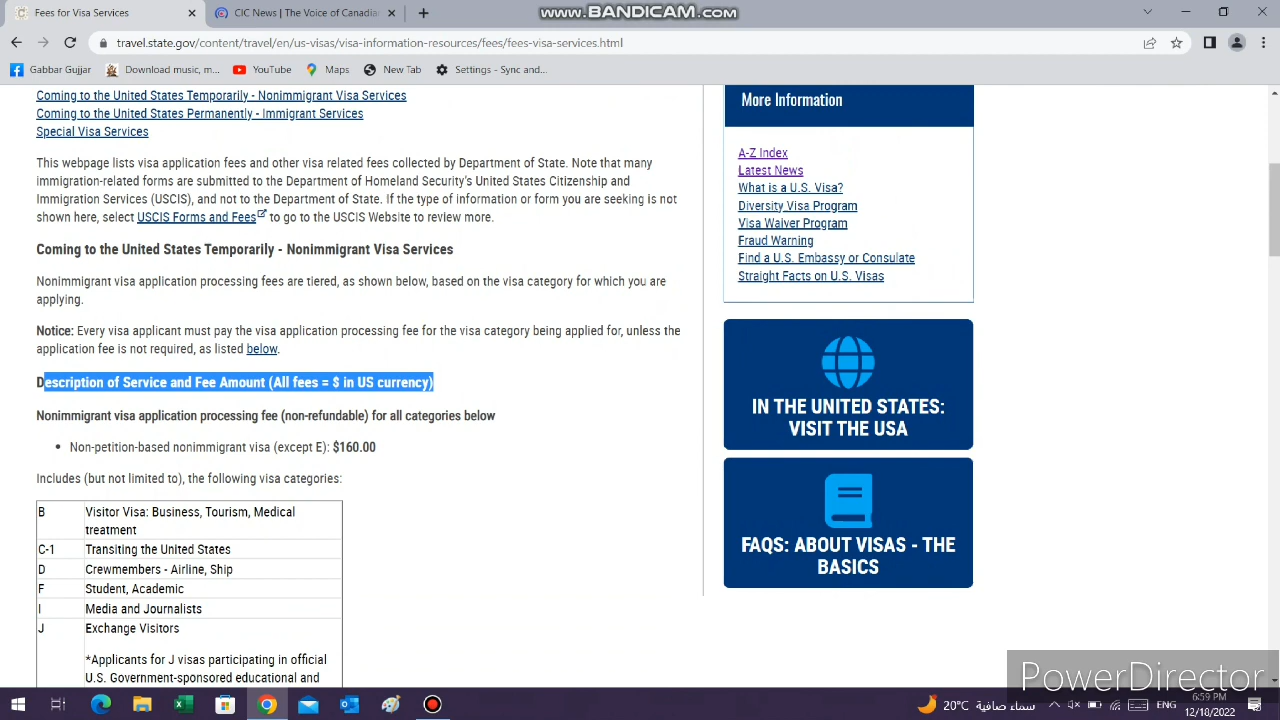 www.BANDICAM.com
Fees for Visa Services
CIC News | The Voice of Canadian
travel.state.gov/content/travel/en/us-visas/visa-information-resources/fees/fees-visa-services.html
Gabbar Gujjar
Download music, m...
YouTube
Maps
New Tab
Settings - Sync and...
Coming to the United States Temporarily - Nonimmigrant Visa Services
Coming to the United States Permanently - Immigrant Services
Special Visa Services
This webpage lists visa application fees and other visa related fees collected by Department of State. Note that many
immigration-related forms are submitted to the Department of Homeland Security's United States Citizenship and
Immigration Services (USCIS), and not to the Department of State. If the type of information or form you are seeking is not
shown here, select USCIS Forms and Fees to go to the USCIS Website to review more.
Coming to the United States Temporarily - Nonimmigrant Visa Services
Nonimmigrant visa application processing fees are tiered, as shown below, based on the visa category for which you are
applying.
Notice: Every visa applicant must pay the visa application processing fee for the visa category being applied for, unless the
application fee is not required, as listed below.
Description of Service and Fee Amount (All fees = $ in US currency)
Nonimmigrant visa application processing fee (non-refundable) for all categories below
• Non-petition-based nonimmigrant visa (except E): $160.00
Includes (but not limited to), the following visa categories:
B Visitor Visa: Business, Tourism, Medical
treatment
C-1 Transiting the United States
D Crewmembers - Airline, Ship
F Student, Academic
I Media and Journalists
J Exchange Visitors
*Applicants for J visas participating in official
U.S. Government-sponsored educational and
More Information
A-Z Index
Latest News
What is a U.S. Visa?
Diversity Visa Program
Visa Waiver Program
Fraud Warning
Find a U.S. Embassy or Consulate
Straight Facts on U.S. Visas
IN THE UNITED STATES:
VISIT THE USA
FAQS: ABOUT VISAS - THE
BASICS
PowerDirector
20°C سماء صافية
ENG
6:59 PM
12/18/2022